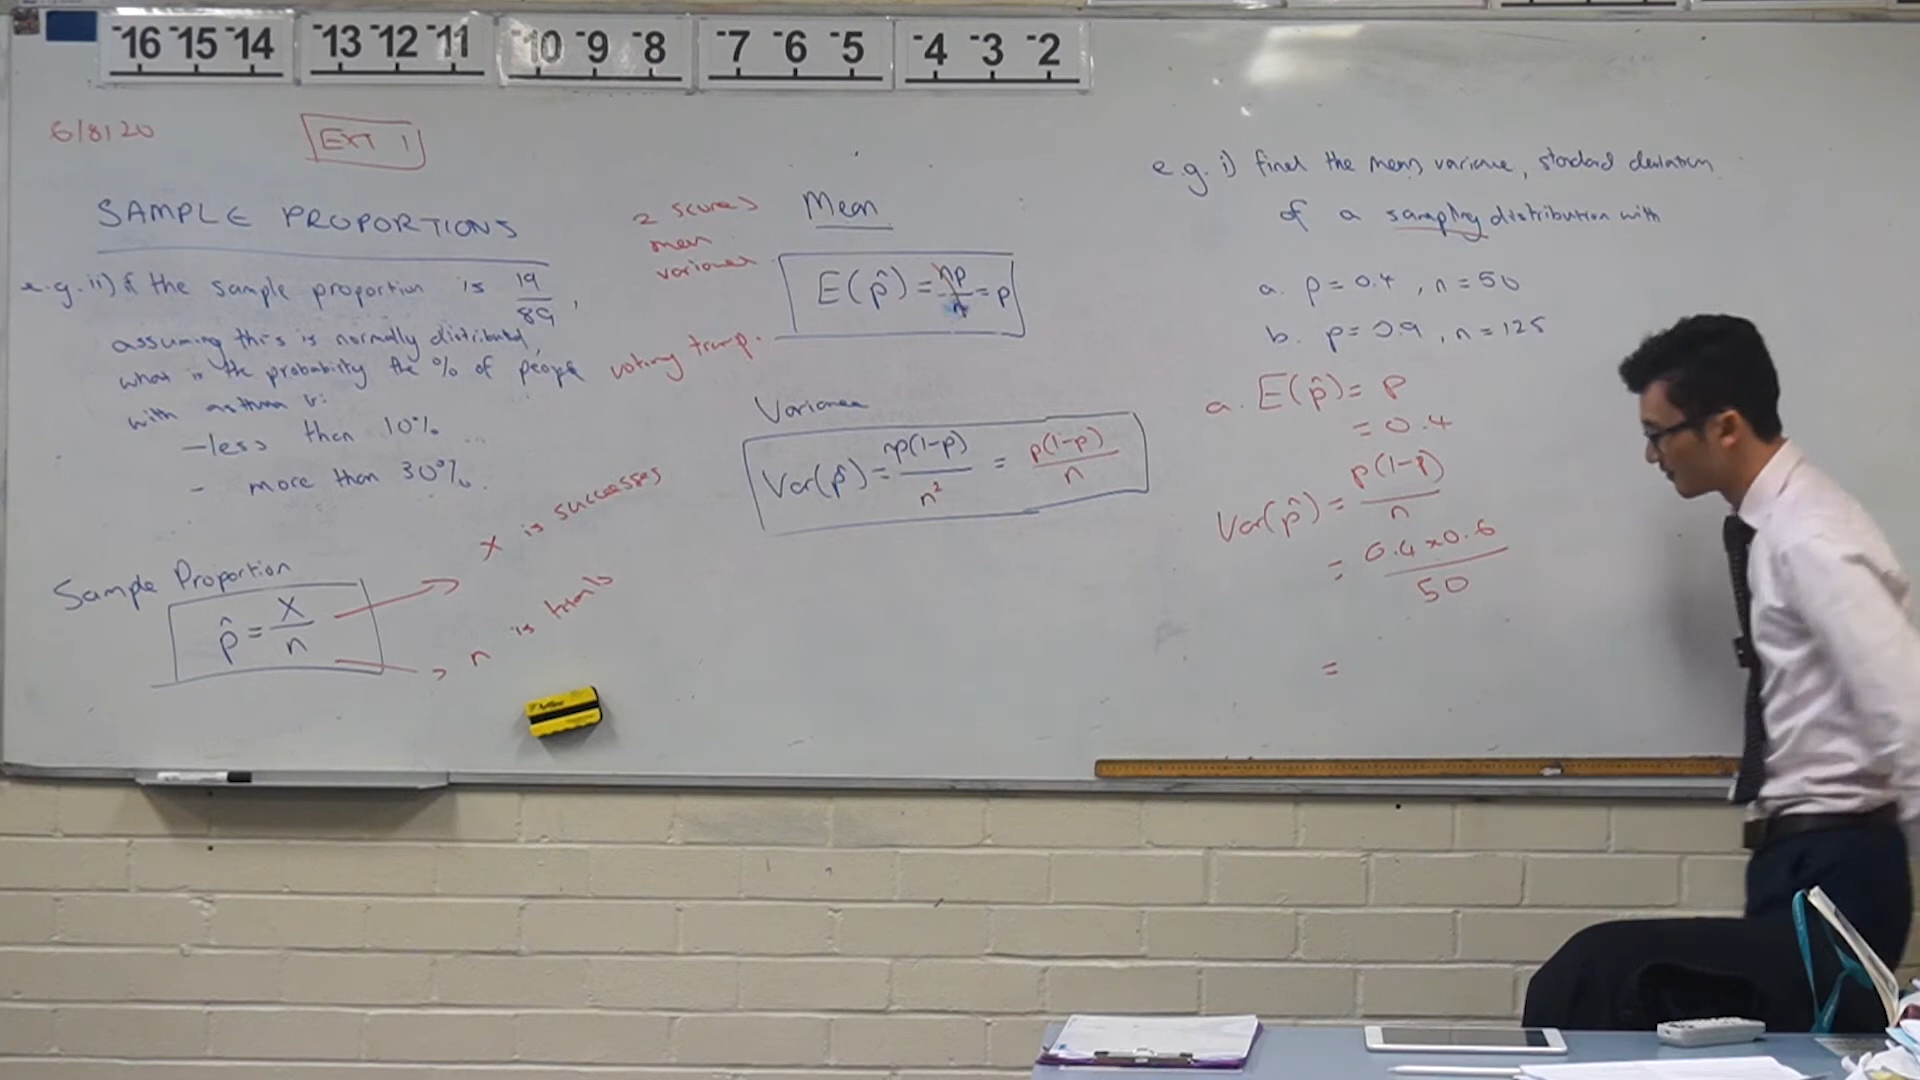 -16 -15 -14 -13 -12 -11 -10 -9 -8 -7 -6 -5 -4 -3 -2
6/8/20
EXT 1
SAMPLE PROPORTIONS
e.g. ii) if the sample proportion is 19/89,
assuming this is normally distributed,
what is the probability the % of people
with asthma is:
- less than 10%
- more than 30%.
Sample Proportion
p̂ = X/n
X is successes
n is trials
2 scores
mean
variance
voting trump.
Mean
E(p̂) = np/n = p
Variance
Var(p̂) = np(1-p)/n² = p(1-p)/n
e.g. i) find the mean, variance, standard deviation
of a sampling distribution with
a. p = 0.4 , n = 50
b. p = 0.9 , n = 125
a. E(p̂) = p
= 0.4
Var(p̂) = p(1-p)/n
= 0.4 × 0.6/50
=